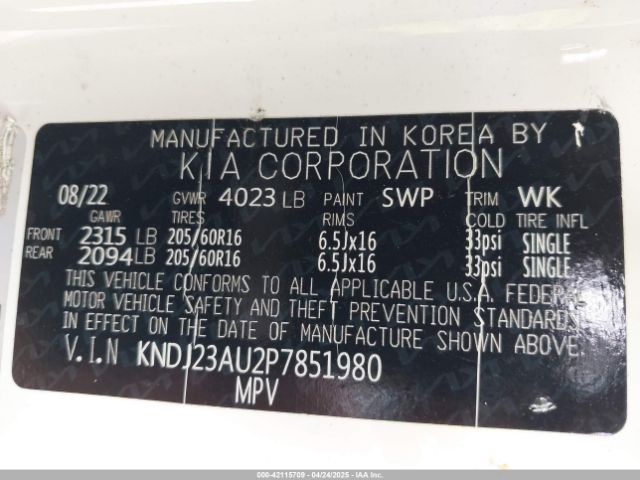 MANUFACTURED IN KOREA BY
KIA CORPORATION
08/22 GVWR 4023 LB PAINT SWP TRIM WK
GAWR TIRES RIMS COLD TIRE INFL
FRONT 2315 LB 205/60R16 6.5Jx16 33psi SINGLE
REAR 2094 LB 205/60R16 6.5Jx16 33psi SINGLE
THIS VEHICLE CONFORMS TO ALL APPLICABLE U.S.A. FEDERAL
MOTOR VEHICLE SAFETY AND THEFT PREVENTION STANDARDS
IN EFFECT ON THE DATE OF MANUFACTURE SHOWN ABOVE.
V.I.N KNDJ23AU2P7851980
MPV
000-42115709 - 04/24/2025 - IAAI.com